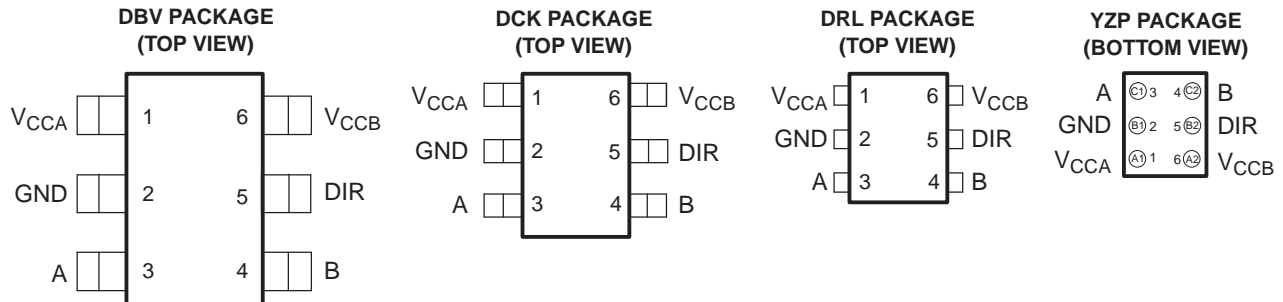 DBV PACKAGE
(TOP VIEW)
VCCA 1 6 VCCB
GND 2 5 DIR
A 3 4 B
DCK PACKAGE
(TOP VIEW)
VCCA 1 6 VCCB
GND 2 5 DIR
A 3 4 B
DRL PACKAGE
(TOP VIEW)
VCCA 1 6 VCCB
GND 2 5 DIR
A 3 4 B
YZP PACKAGE
(BOTTOM VIEW)
A C1 3 4 C2 B
GND B1 2 5 B2 DIR
VCCA A1 1 6 A2 VCCB